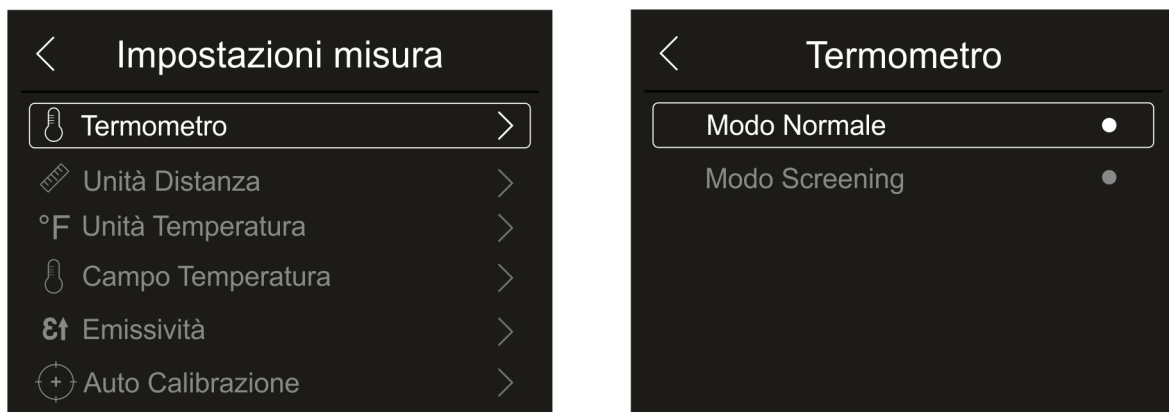 Impostazioni misura
Termometro
Unità Distanza
°F Unità Temperatura
Campo Temperatura
ε↑ Emissività
Auto Calibrazione
Termometro
Modo Normale
Modo Screening